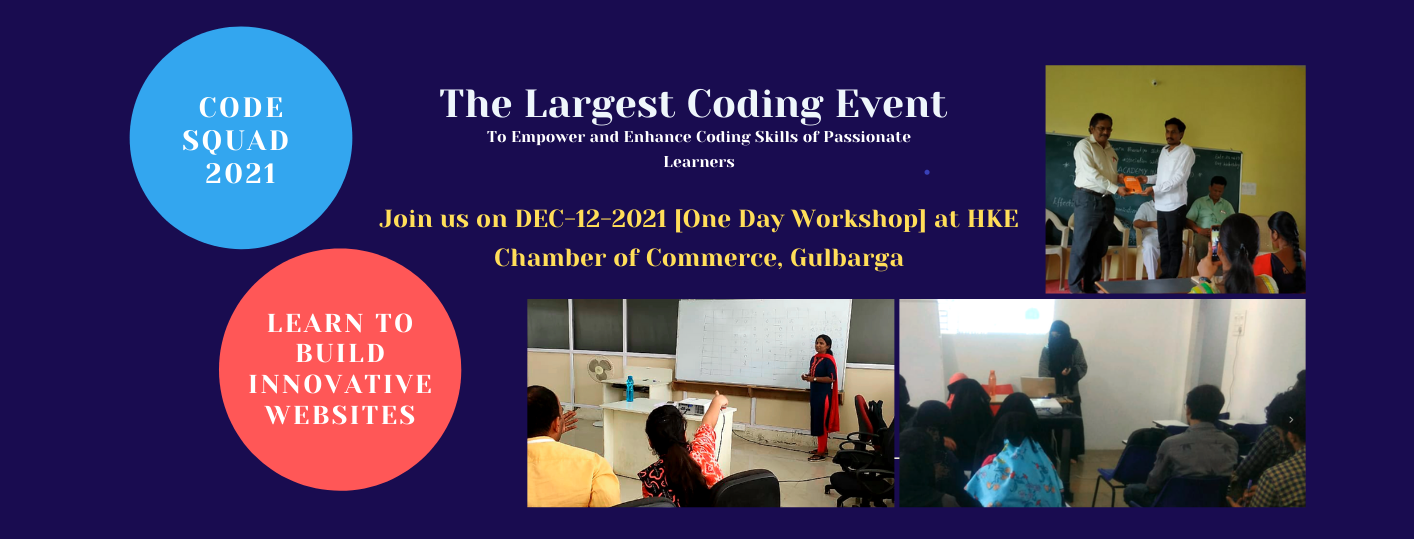 CODE
SQUAD
2021
The Largest Coding Event
To Empower and Enhance Coding Skills of Passionate
Learners
Join us on DEC-12-2021 [One Day Workshop] at HKE
Chamber of Commerce, Gulbarga
LEARN TO
BUILD
INNOVATIVE
WEBSITES
ACADEMY